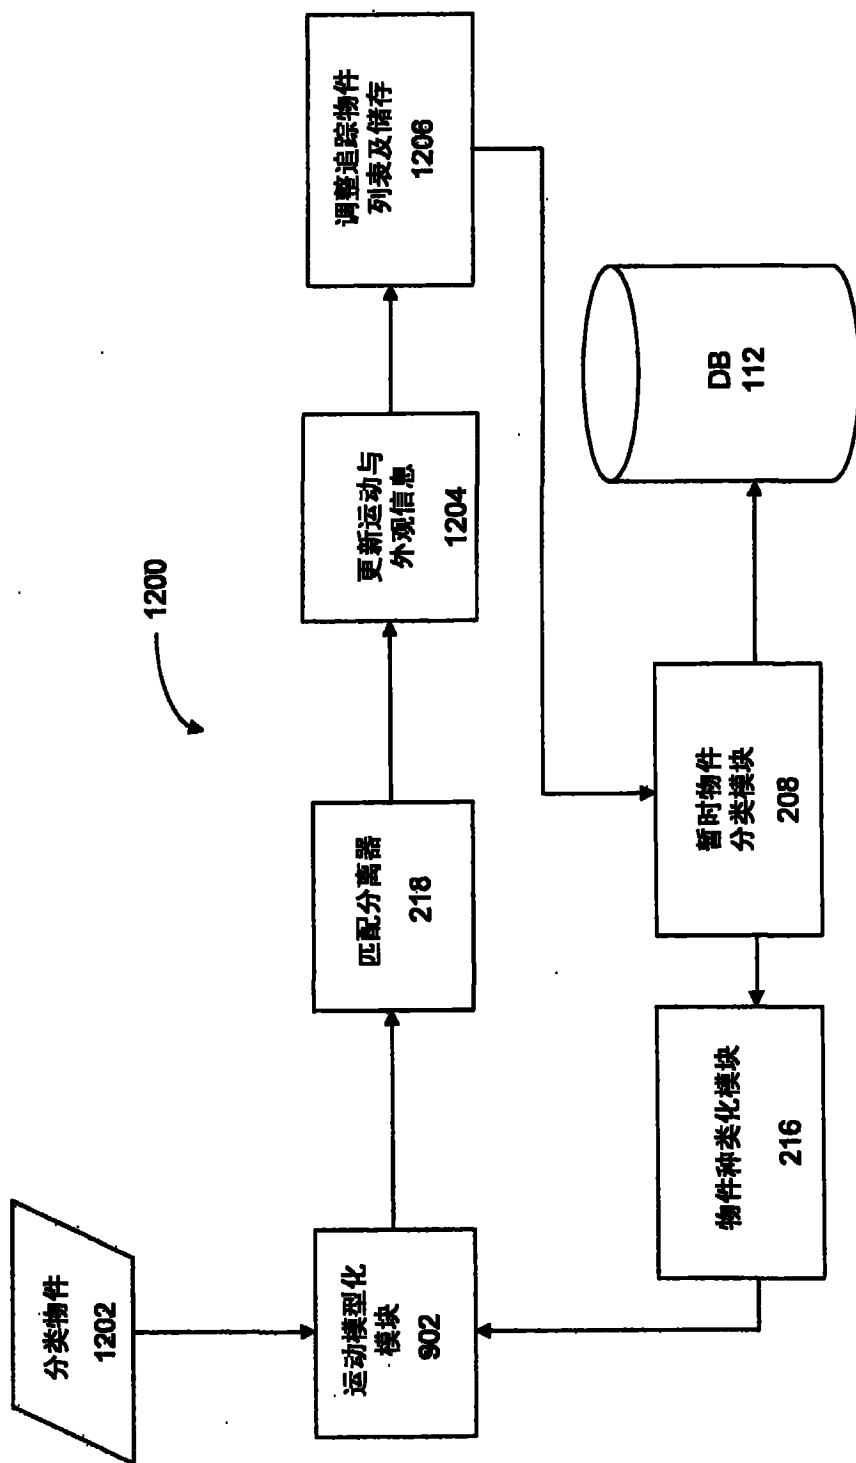 1200
分类物件
1202
运动模型化
模块
902
匹配分离器
218
更新运动与
外观信息
1204
调整追踪物件
列表及储存
1206
物件种类化模块
216
暂时物件
分类模块
208
DB
112